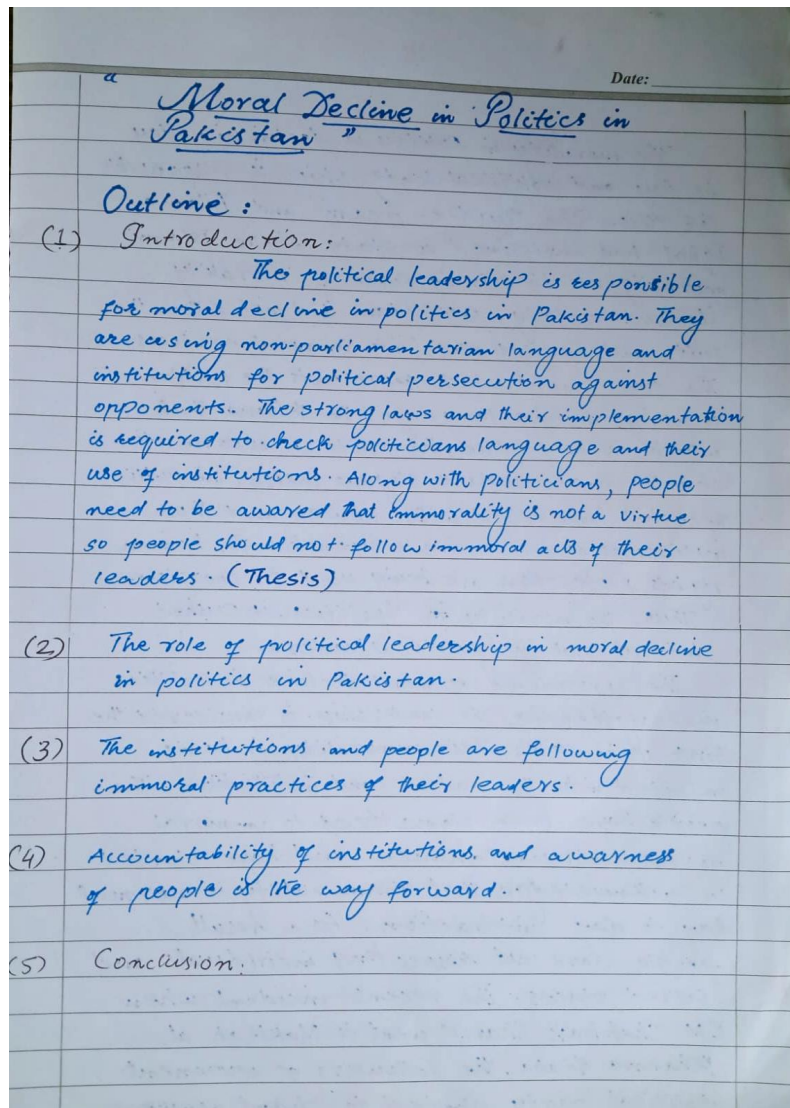 Date:
" Moral Decline in Politics in
Pakistan "
Outline :
(1) Introduction:
The political leadership is responsible
for moral decline in politics in Pakistan. They
are using non-parliamentarian language and
institutions for political persecution against
opponents. The strong laws and their implementation
is required to check politicians language and their
use of institutions. Along with politicians, people
need to be awared that immorality is not a virtue
so people should not follow immoral acts of their
leaders. (Thesis)
(2) The role of political leadership in moral decline
in politics in Pakistan.
(3) The institutions and people are following
immoral practices of their leaders.
(4) Accountability of institutions. and awarness
of people is the way forward.
(5) Conclusion.